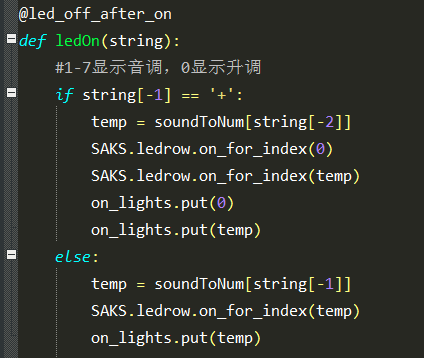 @led_off_after_on
def ledOn(string):
    #1-7显示音调，0显示升调
    if string[-1] == '+':
        temp = soundToNum[string[-2]]
        SAKS.ledrow.on_for_index(0)
        SAKS.ledrow.on_for_index(temp)
        on_lights.put(0)
        on_lights.put(temp)
    else:
        temp = soundToNum[string[-1]]
        SAKS.ledrow.on_for_index(temp)
        on_lights.put(temp)